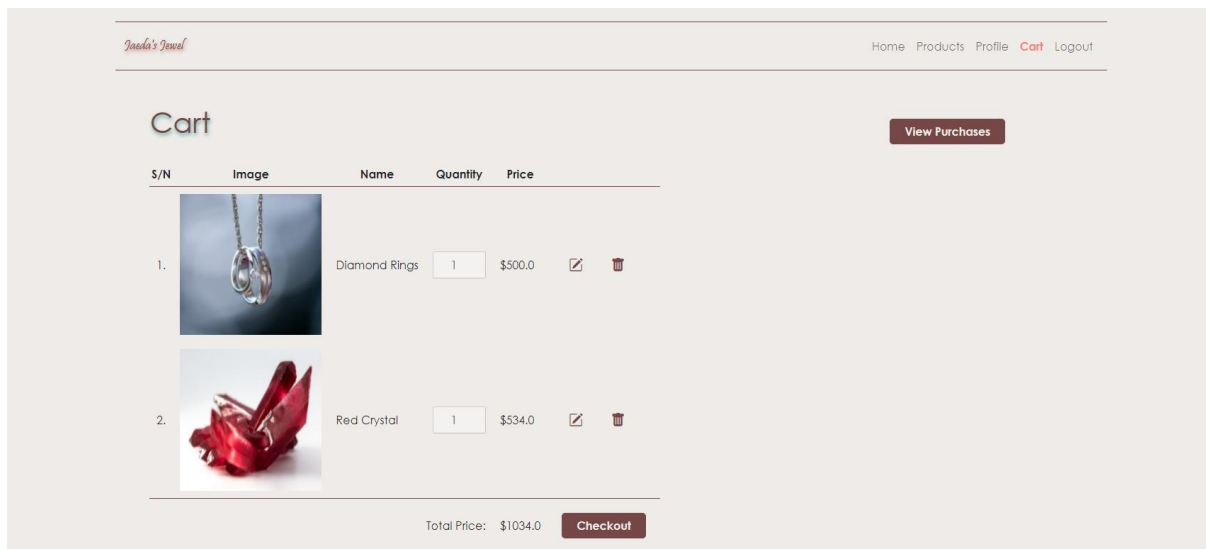 Jaeda's Jewel
Home Products Profile Cart Logout
Cart
View Purchases
S/N Image Name Quantity Price
1. Diamond Rings 1 $500.0
2. Red Crystal 1 $534.0
Total Price: $1034.0 Checkout